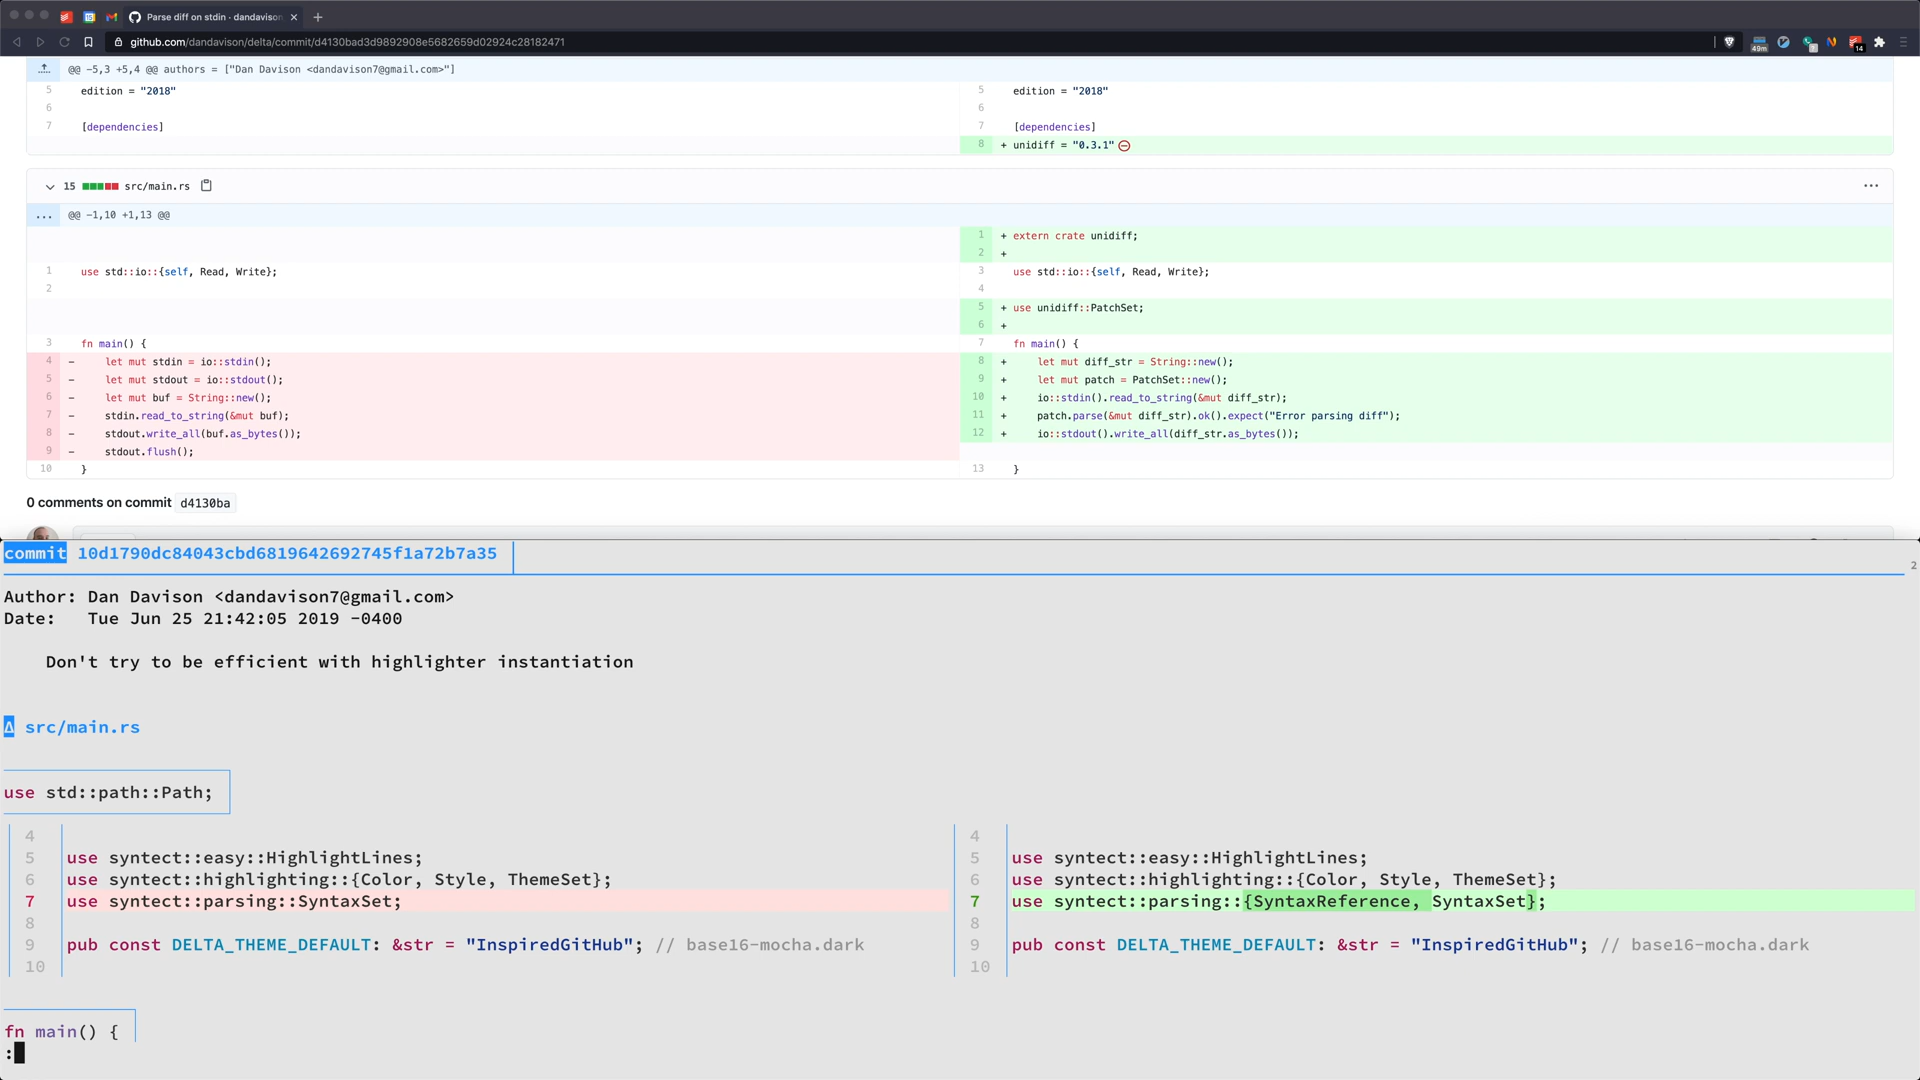 Parse diff on stdin · dandavison
github.com/dandavison/delta/commit/d4130bad3d9892908e5682659d02924c28182471
49m
14
@@ -5,3 +5,4 @@ authors = ["Dan Davison <dandavison7@gmail.com>"]
5 edition = "2018" 5 edition = "2018"
6 6
7 [dependencies] 7 [dependencies]
8 + unidiff = "0.3.1"
15 src/main.rs ...
... @@ -1,10 +1,13 @@
1 + extern crate unidiff;
2 +
1 use std::io::{self, Read, Write}; 3 use std::io::{self, Read, Write};
2 4
5 + use unidiff::PatchSet;
6 +
3 fn main() { 7 fn main() {
4 - let mut stdin = io::stdin(); 8 + let mut diff_str = String::new();
5 - let mut stdout = io::stdout(); 9 + let mut patch = PatchSet::new();
6 - let mut buf = String::new(); 10 + io::stdin().read_to_string(&mut diff_str);
7 - stdin.read_to_string(&mut buf); 11 + patch.parse(&mut diff_str).ok().expect("Error parsing diff");
8 - stdout.write_all(buf.as_bytes()); 12 + io::stdout().write_all(diff_str.as_bytes());
9 - stdout.flush();
10 } 13 }
0 comments on commit d4130ba
commit 10d1790dc84043cbd6819642692745f1a72b7a35
2
Author: Dan Davison <dandavison7@gmail.com>
Date: Tue Jun 25 21:42:05 2019 -0400
Don't try to be efficient with highlighter instantiation
Δ src/main.rs
use std::path::Path;
4 4
5 use syntect::easy::HighlightLines; 5 use syntect::easy::HighlightLines;
6 use syntect::highlighting::{Color, Style, ThemeSet}; 6 use syntect::highlighting::{Color, Style, ThemeSet};
7 use syntect::parsing::SyntaxSet; 7 use syntect::parsing::{SyntaxReference, SyntaxSet};
8 8
9 pub const DELTA_THEME_DEFAULT: &str = "InspiredGitHub"; // base16-mocha.dark 9 pub const DELTA_THEME_DEFAULT: &str = "InspiredGitHub"; // base16-mocha.dark
10 10
fn main() {
: